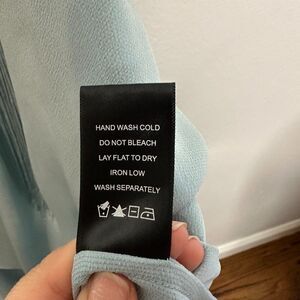 HAND WASH COLD
DO NOT BLEACH
LAY FLAT TO DRY
IRON LOW
WASH SEPARATELY